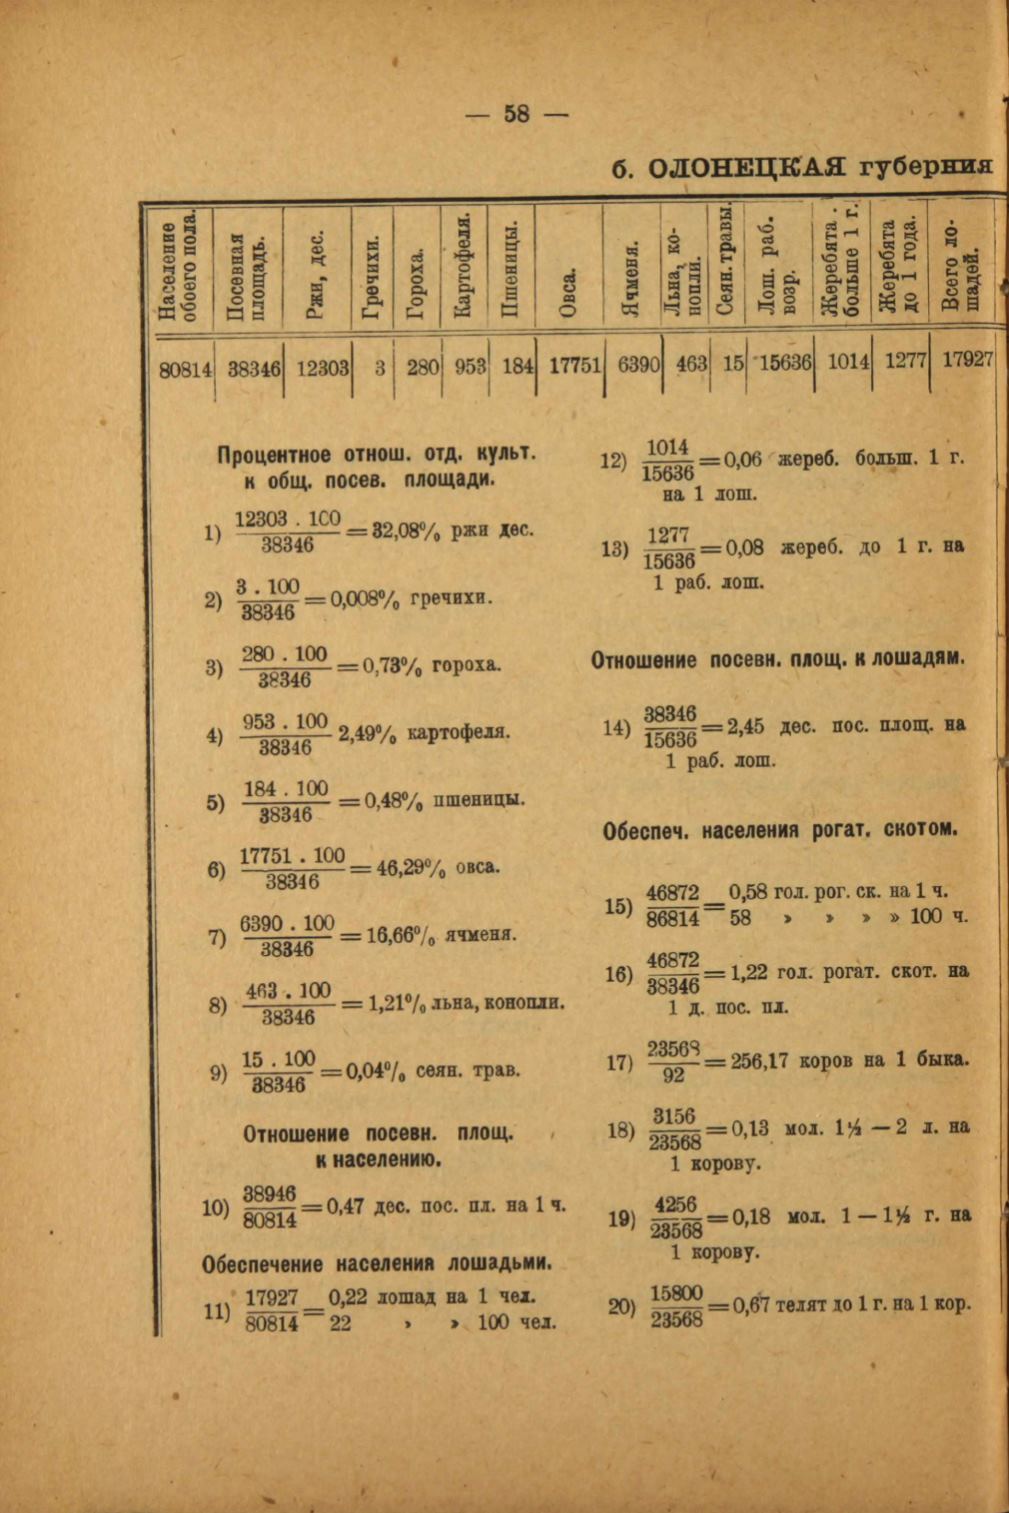 — 58 —
б. ОЛОНЕЦКАЯ губерния
Население обоего пола. | Посевная площадь. | Ржи, дес. | Гречихи. | Гороха. | Картофеля. | Пшеницы. | Овса. | Ячменя. | Льна, ко-нопли. | Сеян. травы. | Лош. раб. возр. | Жеребята больше 1 г. | Жеребята до 1 года. | Всего ло-шадей.
80814 | 38346 | 12303 | 3 | 280 | 953 | 184 | 17751 | 6390 | 463 | 15 | 15636 | 1014 | 1277 | 17927
Процентное отнош. отд. культ.
к общ. посев. площади.
1) 12303 . 100 / 38346 = 32,08% ржи дес.
2) 3 . 100 / 38346 = 0,008% гречихи.
3) 280 . 100 / 38346 = 0,73% гороха.
4) 953 . 100 / 38346 2,49% картофеля.
5) 184 . 100 / 38346 = 0,48% пшеницы.
6) 17751 . 100 / 38346 = 46,29% овса.
7) 6390 . 100 / 38346 = 16,66% ячменя.
8) 463 . 100 / 38346 = 1,21% льна, конопли.
9) 15 . 100 / 38346 = 0,04% сеян. трав.
Отношение посевн. площ.
к населению.
10) 38946 / 80814 = 0,47 дес. пос. пл. на 1 ч.
Обеспечение населения лошадьми.
11) 17927 / 80814 = 0,22 лошад на 1 чел.
22 » » 100 чел.
12) 1014 / 15636 = 0,06 жереб. больш. 1 г.
на 1 лош.
13) 1277 / 15636 = 0,08 жереб. до 1 г. на
1 раб. лош.
Отношение посевн. площ. к лошадям.
14) 38346 / 15636 = 2,45 дес. пос. площ. на
1 раб. лош.
Обеспеч. населения рогат. скотом.
15) 46872 / 86814 = 0,58 гол. рог. ск. на 1 ч.
58 » » » » 100 ч.
16) 46872 / 38346 = 1,22 гол. рогат. скот. на
1 д. пос. пл.
17) 23568 / 92 = 256,17 коров на 1 быка.
18) 3156 / 23568 = 0,13 мол. 1½ — 2 л. на
1 корову.
19) 4256 / 23568 = 0,18 мол. 1 — 1½ г. на
1 корову.
20) 15800 / 23568 = 0,67 телят до 1 г. на 1 кор.